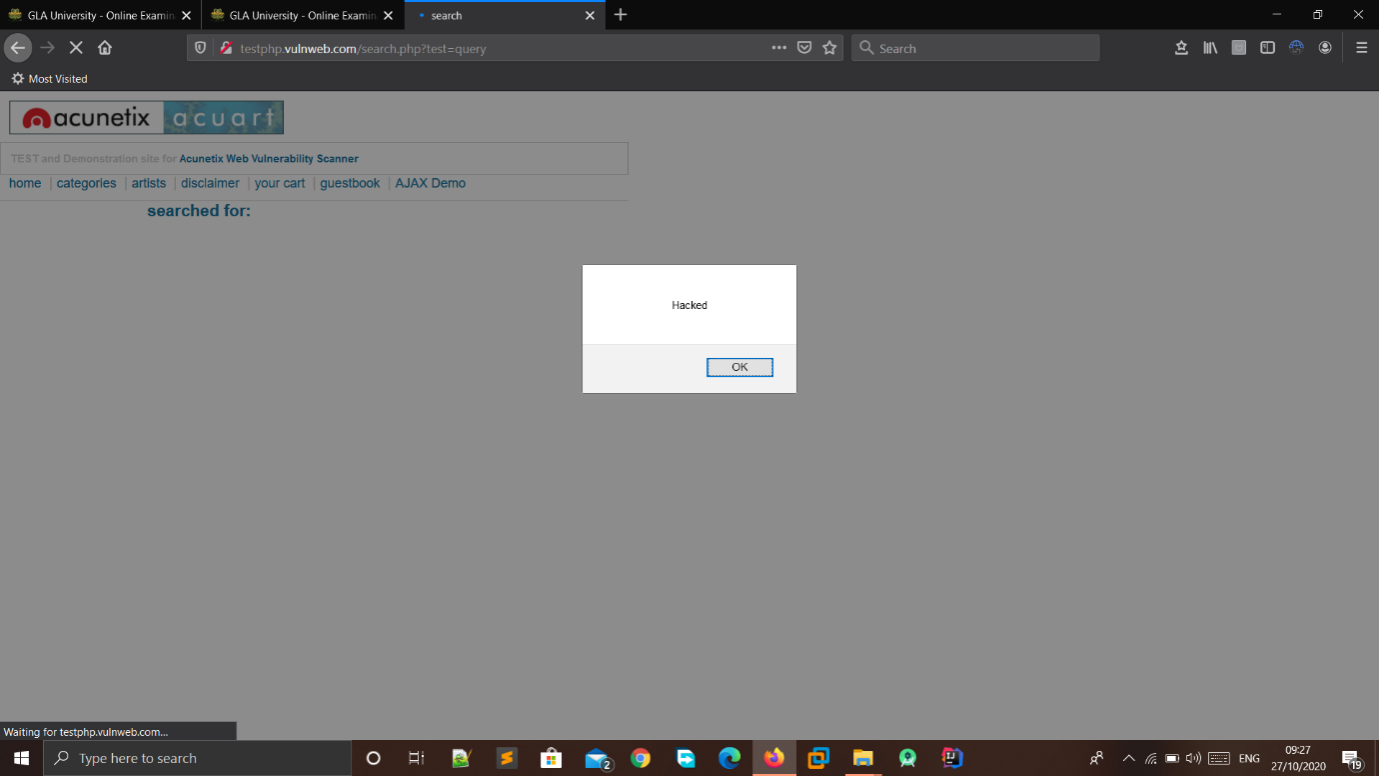 GLA University - Online Examin
GLA University - Online Examin
search
testphp.vulnweb.com/search.php?test=query
Search
Most Visited
acunetix acuart
TEST and Demonstration site for Acunetix Web Vulnerability Scanner
home | categories | artists | disclaimer | your cart | guestbook | AJAX Demo
searched for:
Hacked
OK
Waiting for testphp.vulnweb.com...
Type here to search
2
ENG
09:27
27/10/2020
19